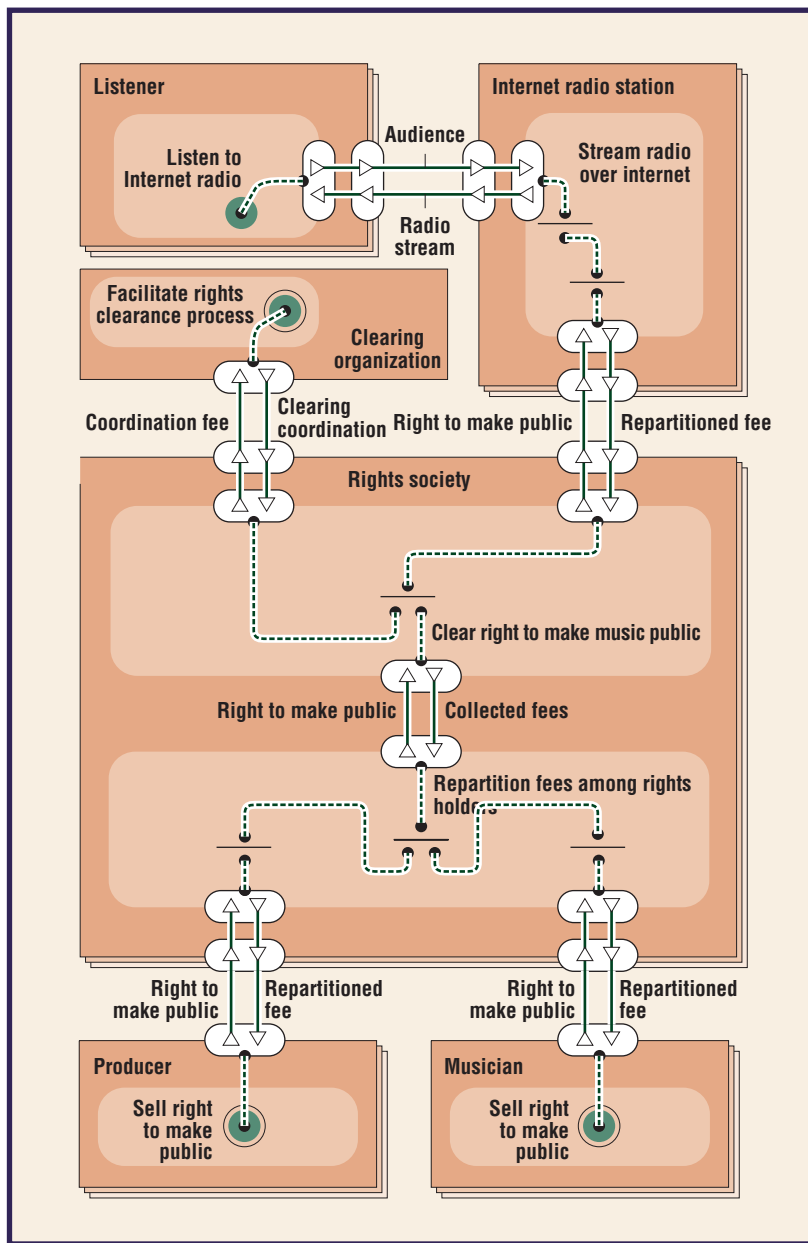 Listener
Internet radio station
Audience
Listen to
Internet radio
Stream radio
over internet
Radio
stream
Facilitate rights
clearance process
Clearing
organization
Coordination fee
Clearing
coordination
Right to make public
Repartitioned fee
Rights society
Clear right to make music public
Right to make public
Collected fees
Repartition fees among rights
holders
Right to
make public
Repartitioned
fee
Right to
make public
Repartitioned
fee
Producer
Musician
Sell right
to make
public
Sell right
to make
public